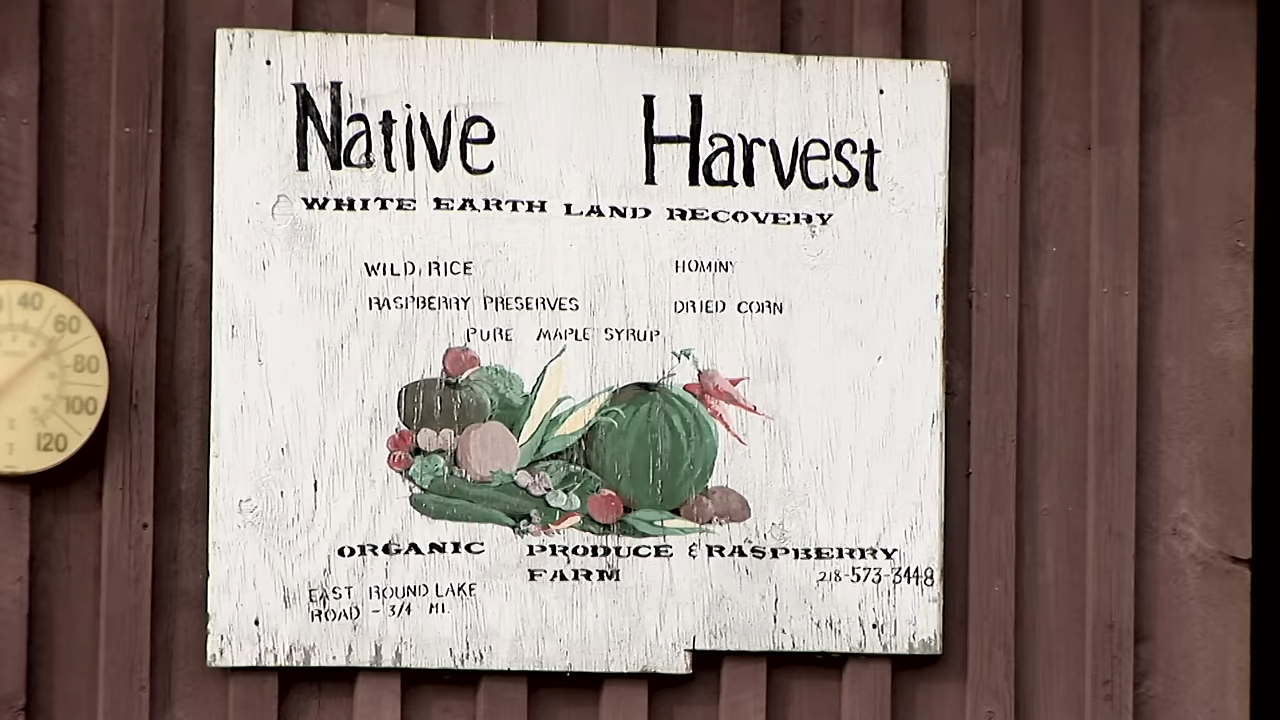 Native Harvest
WHITE EARTH LAND RECOVERY
WILD RICE HOMINY
RASPBERRY PRESERVES DRIED CORN
PURE MAPLE SYRUP
40
60
80
100
120
ORGANIC PRODUCE & RASPBERRY
FARM
218-573-3448
EAST ROUND LAKE
ROAD - 3/4 MI.